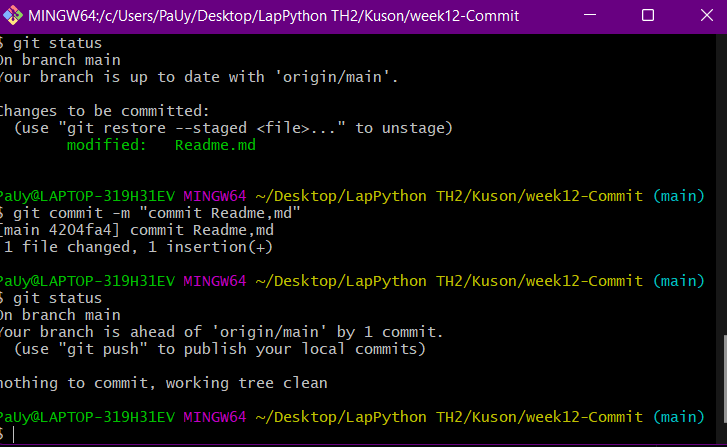 MINGW64:/c/Users/PaUy/Desktop/LapPython TH2/Kuson/week12-Commit
$ git status
On branch main
Your branch is up to date with 'origin/main'.
Changes to be committed:
(use "git restore --staged <file>..." to unstage)
modified: Readme.md
PaUy@LAPTOP-319H31EV MINGW64 ~/Desktop/LapPython TH2/Kuson/week12-Commit (main)
$ git commit -m "commit Readme,md"
[main 4204fa4] commit Readme,md
1 file changed, 1 insertion(+)
PaUy@LAPTOP-319H31EV MINGW64 ~/Desktop/LapPython TH2/Kuson/week12-Commit (main)
$ git status
On branch main
Your branch is ahead of 'origin/main' by 1 commit.
(use "git push" to publish your local commits)
nothing to commit, working tree clean
PaUy@LAPTOP-319H31EV MINGW64 ~/Desktop/LapPython TH2/Kuson/week12-Commit (main)
$